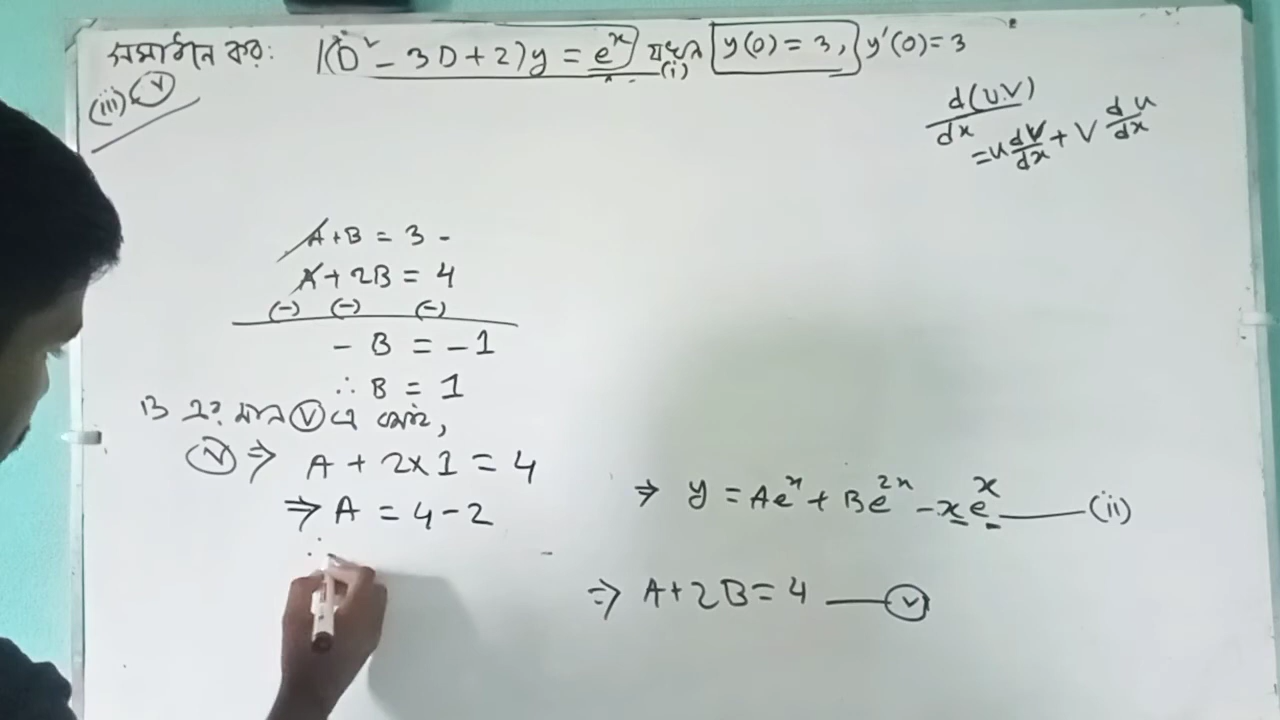 সমাধান কর: (D² - 3D + 2)y = eˣ যখন y(0) = 3, y'(0) = 3
(i)
(iii) (v)
d(u.v)/dx
= u dv/dx + v du/dx
A + B = 3 -
A + 2B = 4
(-) (-) (-)
- B = -1
∴ B = 1
B এর মান (v) এ বসাই,
(v) ⇒ A + 2×1 = 4
⇒ A = 4 - 2
⇒ y = Aeˣ + Be²ˣ - xeˣ —— (ii)
⇒ A + 2B = 4 —— (v)